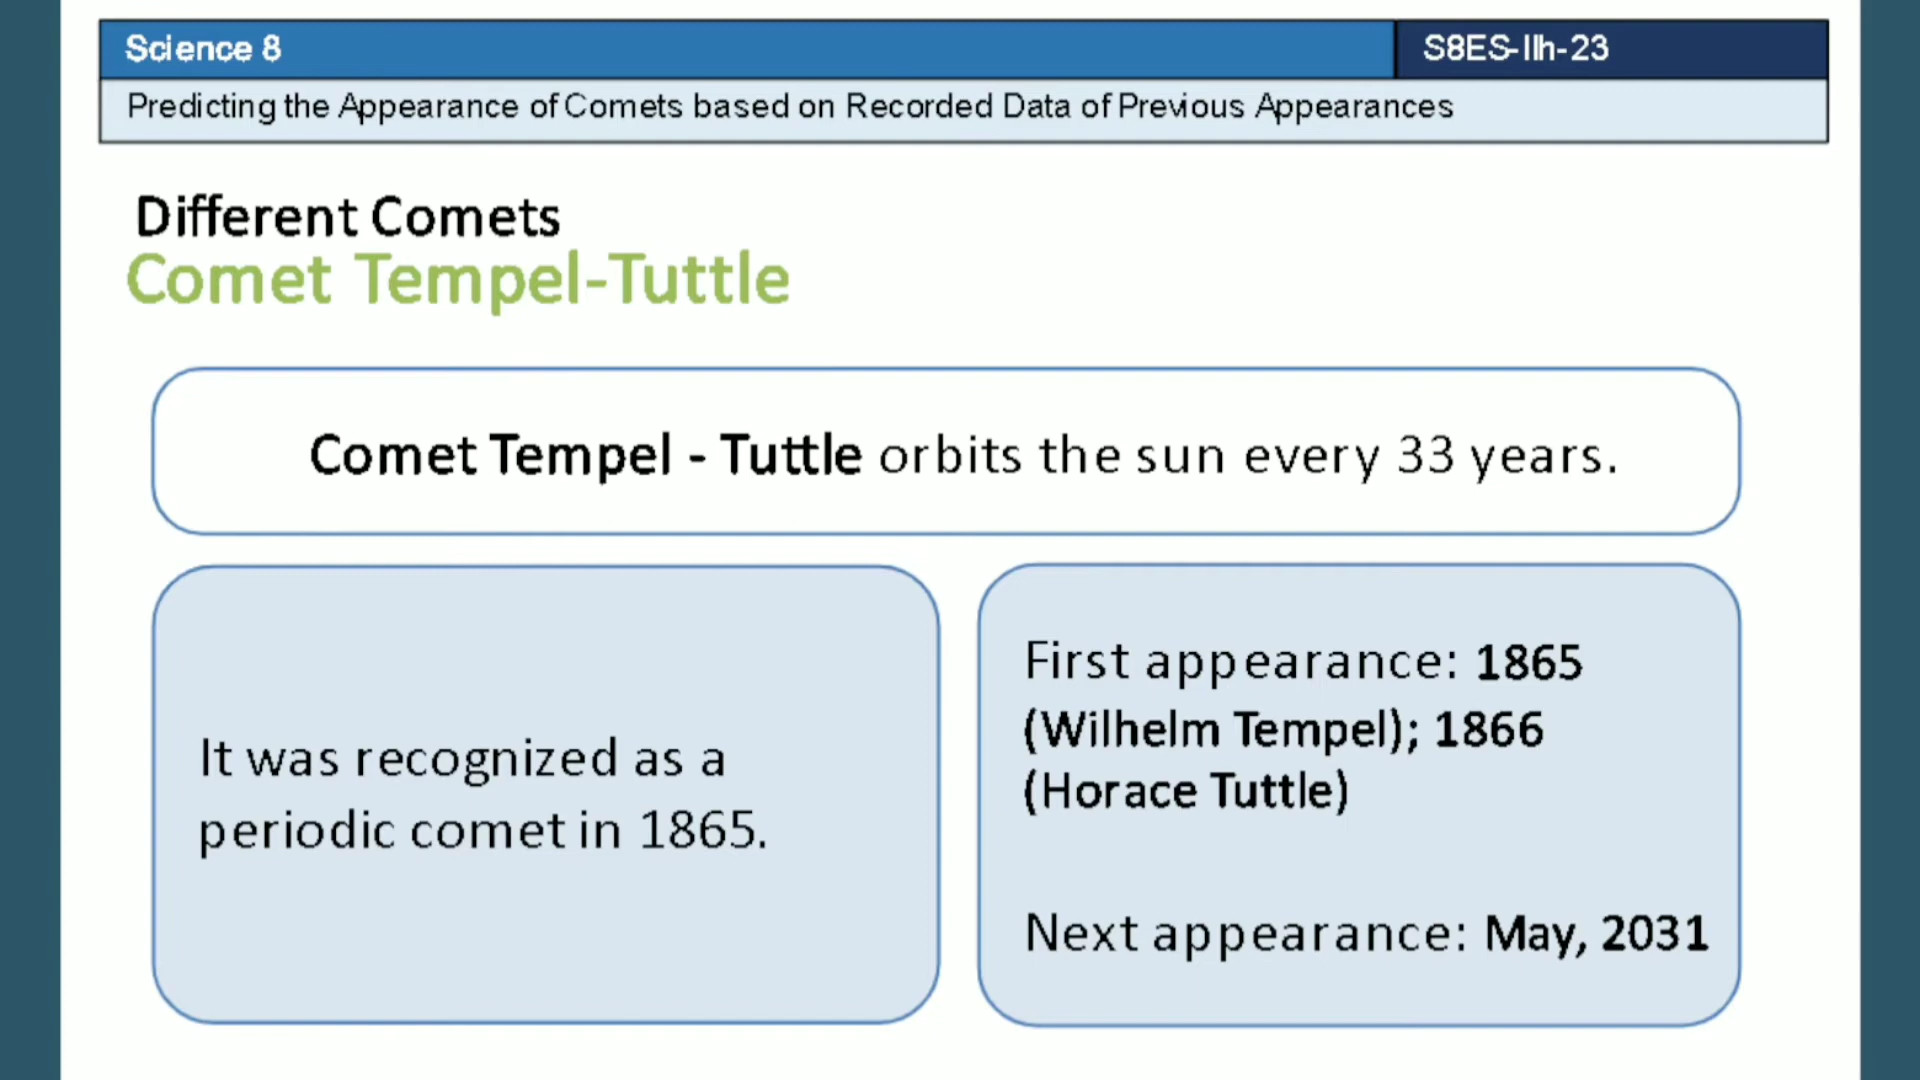 Science 8
S8ES-IIh-23
Predicting the Appearance of Comets based on Recorded Data of Previous Appearances
Different Comets
Comet Tempel-Tuttle
Comet Tempel - Tuttle orbits the sun every 33 years.
It was recognized as a
periodic comet in 1865.
First appearance: 1865
(Wilhelm Tempel); 1866
(Horace Tuttle)
Next appearance: May, 2031